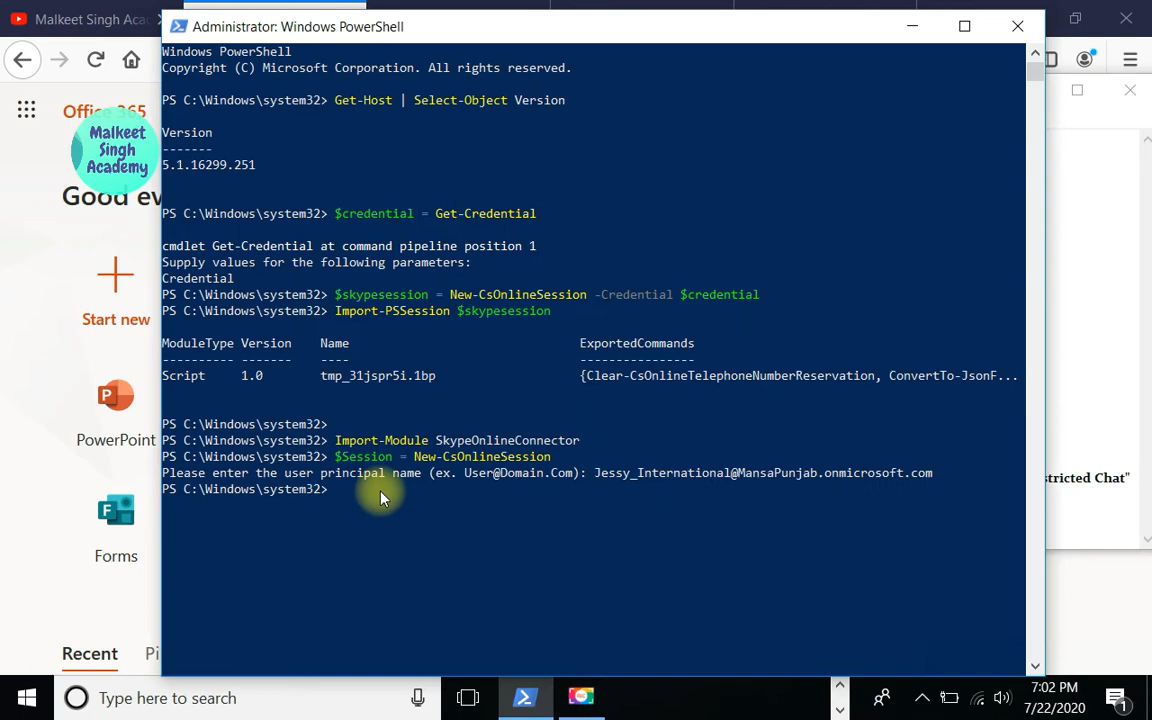 Malkeet Singh Aca
Administrator: Windows PowerShell
Windows PowerShell
Copyright (C) Microsoft Corporation. All rights reserved.
PS C:\Windows\system32> Get-Host | Select-Object Version
Version
-------
5.1.16299.251
PS C:\Windows\system32> $credential = Get-Credential
cmdlet Get-Credential at command pipeline position 1
Supply values for the following parameters:
Credential
PS C:\Windows\system32> $skypesession = New-CsOnlineSession -Credential $credential
PS C:\Windows\system32> Import-PSSession $skypesession
ModuleType Version    Name                                ExportedCommands
---------- -------    ----                                ----------------
Script     1.0        tmp_31jspr5i.1bp                    {Clear-CsOnlineTelephoneNumberReservation, ConvertTo-JsonF...
PS C:\Windows\system32>
PS C:\Windows\system32> Import-Module SkypeOnlineConnector
PS C:\Windows\system32> $Session = New-CsOnlineSession
Please enter the user principal name (ex. User@Domain.Com): Jessy_International@MansaPunjab.onmicrosoft.com
PS C:\Windows\system32>
Office 365
Malkeet
Singh
Academy
Good ev
Start new
PowerPoint
Forms
Recent Pi
stricted Chat"
Type here to search
7:02 PM
7/22/2020
1